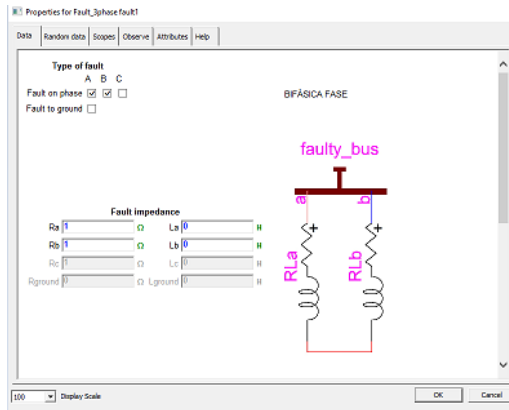 Properties for Fault_3phase fault1
Data Random data Scopes Observe Attributes Help
Type of fault
A B C
Fault on phase
Fault to ground
BIFÁSICA FASE
faulty_bus
a b
Fault impedance
Ra 1 Ω La 0 H
Rb 1 Ω Lb 0 H
Rc 1 Ω Lc 0 H
Rground 0 Ω Lground 0 H
+ +
RLa RLb
100 Display Scale OK Cancel